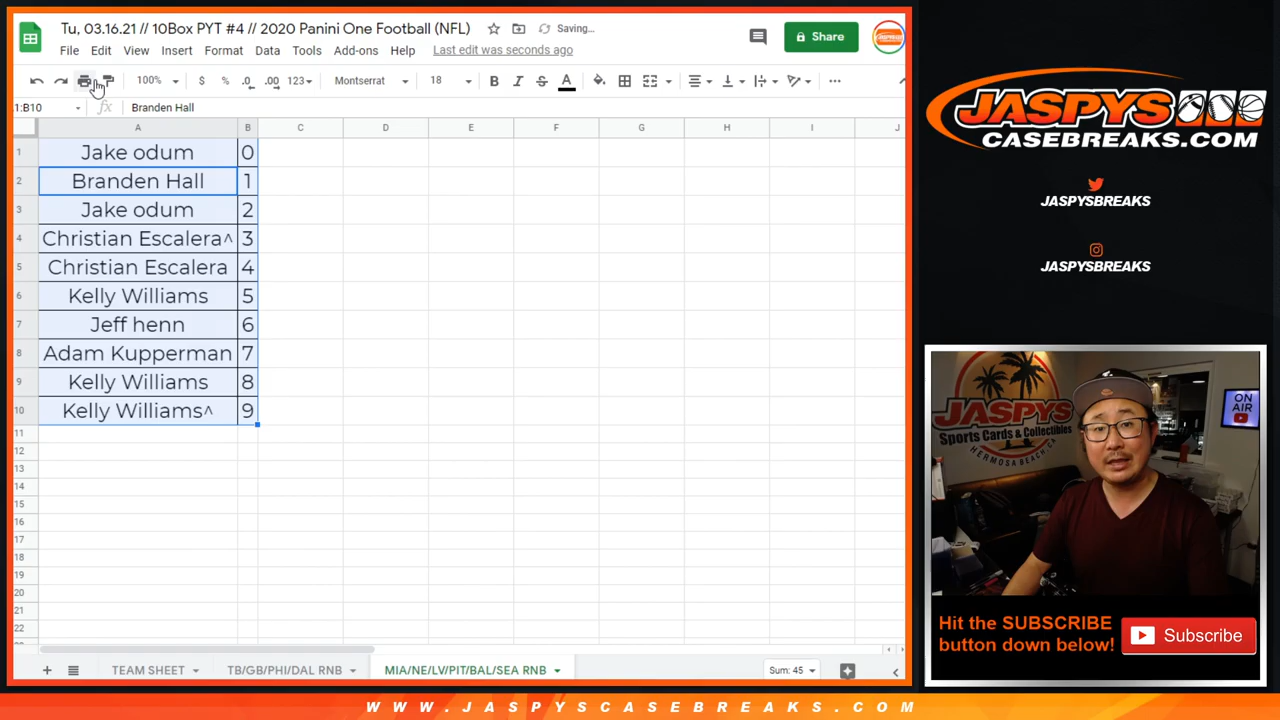 Tu, 03.16.21 // 10Box PYT #4 // 2020 Panini One Football (NFL)
Saving...
File Edit View Insert Format Data Tools Add-ons Help Last edit was seconds ago
Share
100% $ % .0 .00 123 Montserrat 18 B I S A
1:B10 fx Branden Hall
A B C D E F G H I J
1 Jake odum 0
2 Branden Hall 1
3 Jake odum 2
4 Christian Escalera^ 3
5 Christian Escalera 4
6 Kelly Williams 5
7 Jeff henn 6
8 Adam Kupperman 7
9 Kelly Williams 8
10 Kelly Williams^ 9
11
12
13
14
15
16
17
18
19
20
21
22
TEAM SHEET
TB/GB/PHI/DAL RNB
MIA/NE/LV/PIT/BAL/SEA RNB
Sum: 45
JASPYS
CASEBREAKS.COM
JASPYSBREAKS
JASPYSBREAKS
JASPYS
Sports Cards & Collectibles
HERMOSA BEACH, CA
ON
AIR
Hit the SUBSCRIBE
button down below!
Subscribe
WWW.JASPYSCASEBREAKS.COM